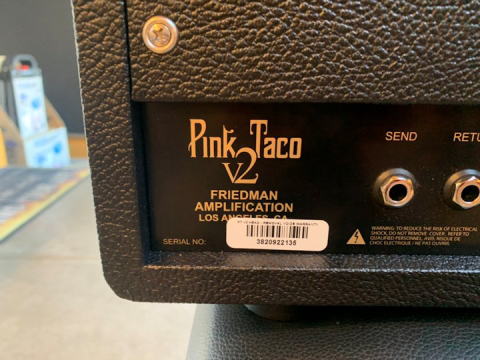 Pink Taco
V2
FRIEDMAN
AMPLIFICATION
LOS ANGELES, CA
SERIAL NO:
3820922135
SEND
RETU
WARNING: TO REDUCE THE RISK OF ELECTRICAL
SHOCK, DO NOT REMOVE COVER. REFER TO
QUALIFIED PERSONNEL. AVIS: RISQUE DE
CHOC ELECTRIQUE / NE PAS OUVRIR.